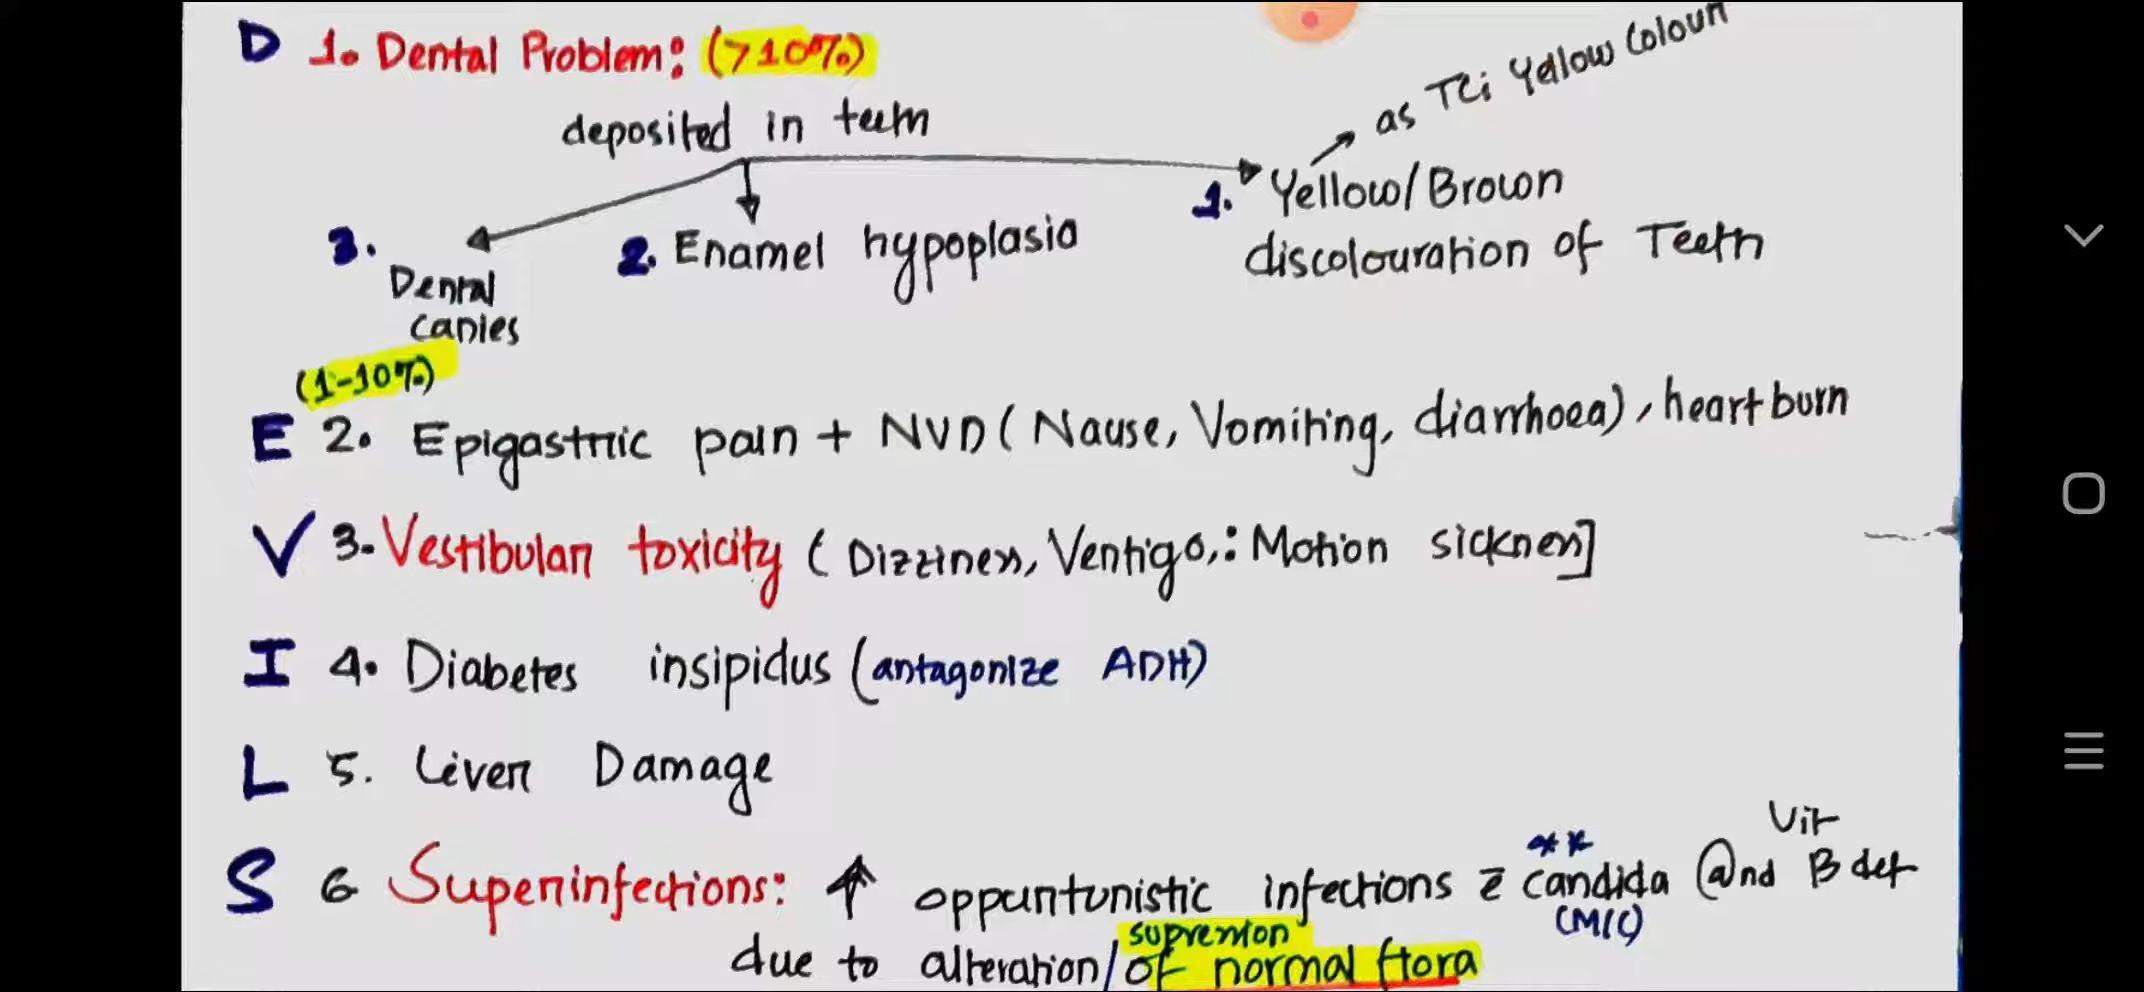 D 1. Dental Problem: (>10%)
deposited in teeth
as TCi Yellow Colour
1. Yellow/Brown
discolouration of Teeth
2. Enamel hypoplasia
3. Dental
caries
(1-10%)
E 2. Epigastric pain + NVD (Nause, Vomiting, diarrhoea), heart burn
V 3. Vestibular toxicity (Dizziness, Vertigo,: Motion sickness]
I 4. Diabetes insipidus (antagonize ADH)
L 5. Liver Damage
S 6 Superinfections: ↑ oppurtunistic infections c̄ candida @nd Vit B def
(M/C)
due to alteration/supression of normal flora